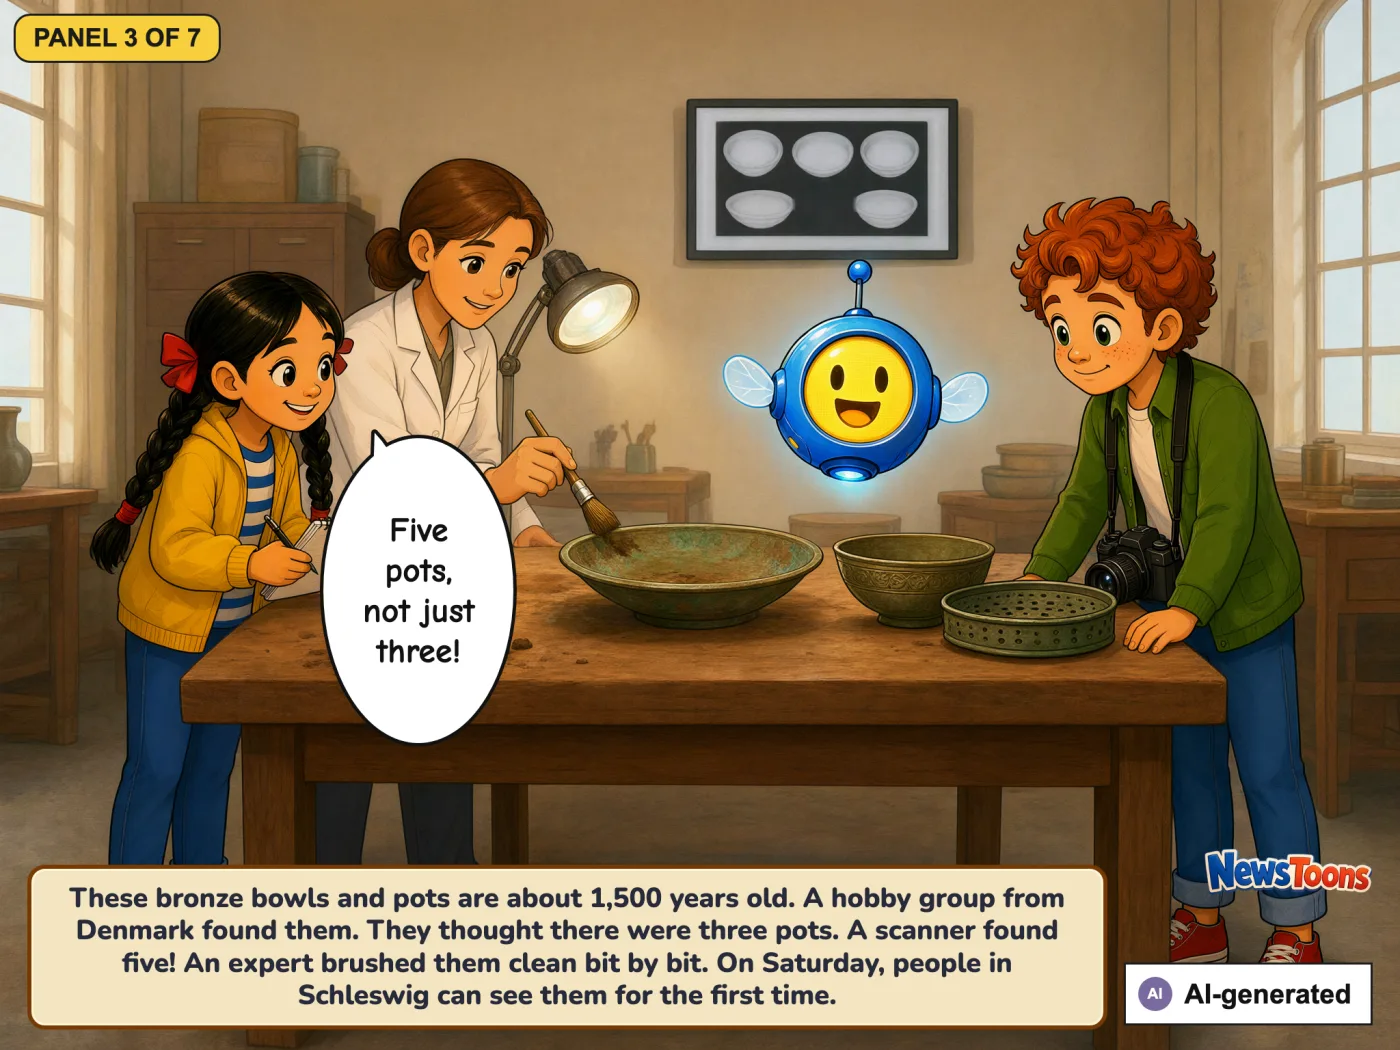 PANEL 3 OF 7
Five
pots,
not just
three!
These bronze bowls and pots are about 1,500 years old. A hobby group from
Denmark found them. They thought there were three pots. A scanner found
five! An expert brushed them clean bit by bit. On Saturday, people in
Schleswig can see them for the first time.
NEWSTOONS
AI AI-generated